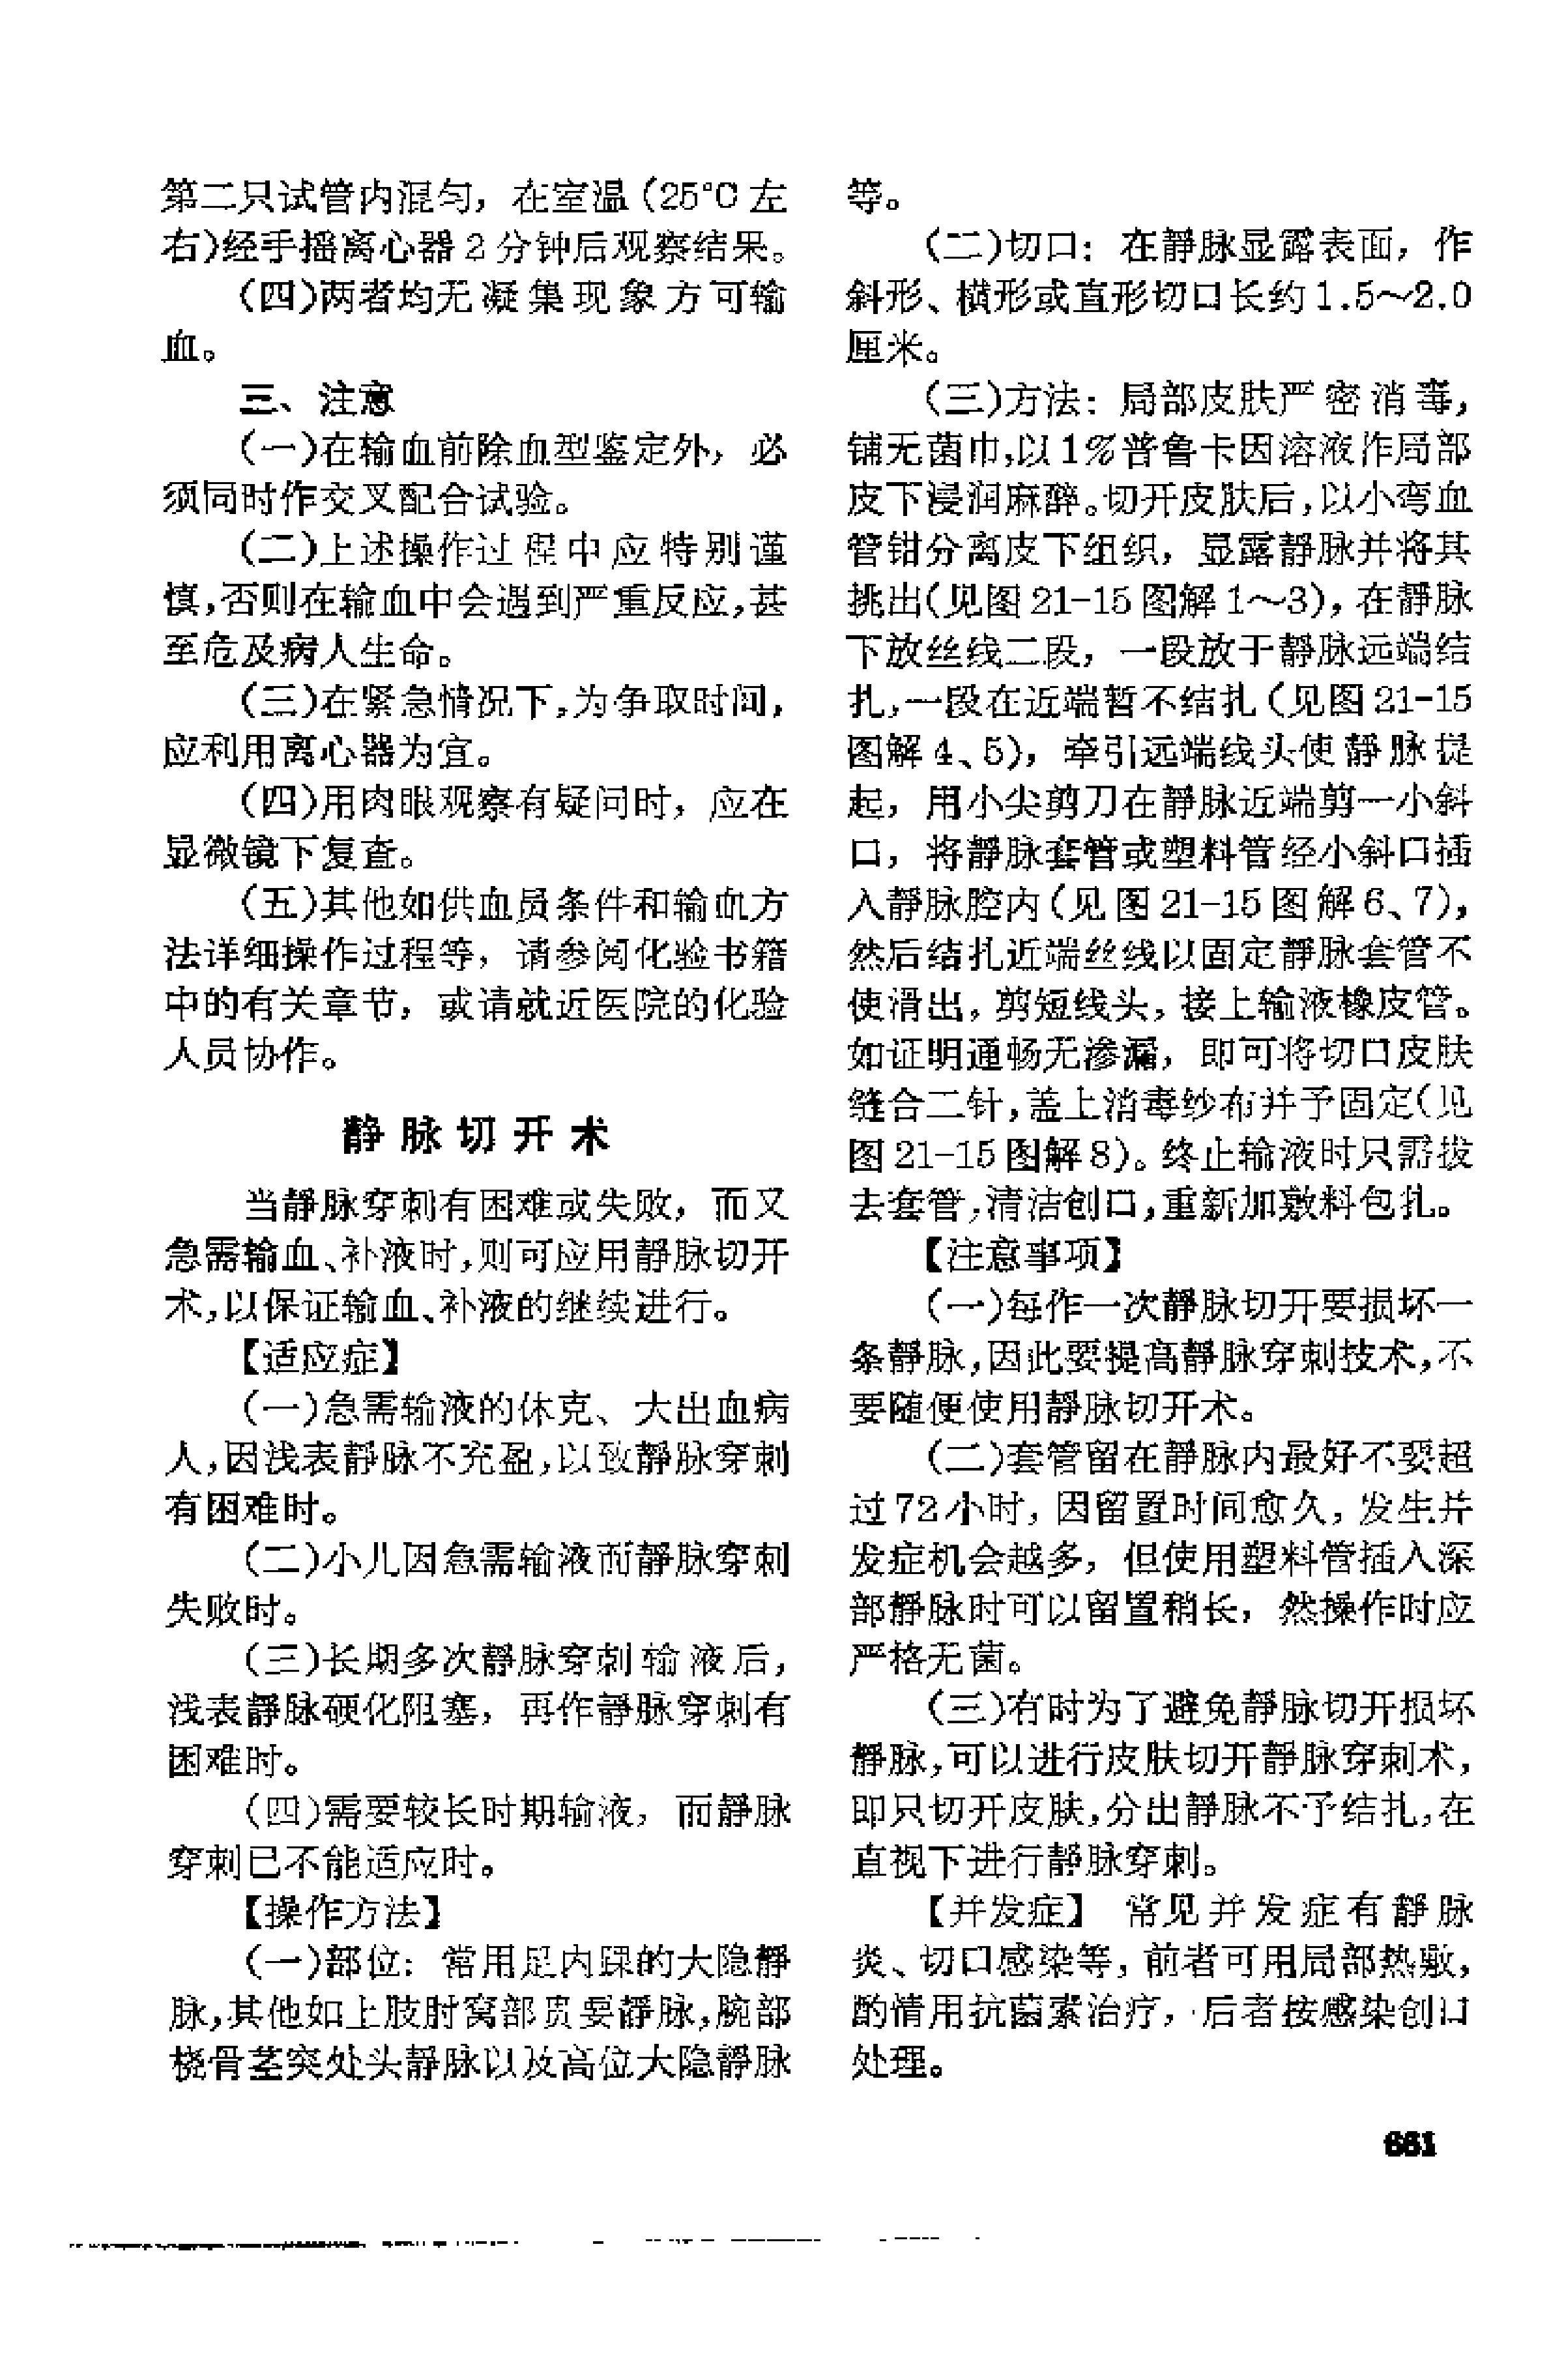 第二只试管内混匀，在室温（25°C左
右）经手摇离心器2分钟后观察结果。
（四）两者均无凝集现象方可输
血。
三、注意
（一）在输血前除血型鉴定外，必
须同时作交叉配合试验。
（二）上述操作过程中应特别谨
慎，否则在输血中会遇到严重反应，甚
至危及病人生命。
（三）在紧急情况下，为争取时间，
应利用离心器为宜。
（四）用肉眼观察有疑问时，应在
显微镜下复查。
（五）其他如供血员条件和输血方
法详细操作过程等，请参阅化验书籍
中的有关章节，或请就近医院的化验
人员协作。
静脉切开术
当静脉穿刺有困难或失败，而又
急需输血、补液时，则可应用静脉切开
术，以保证输血、补液的继续进行。
【适应症】
（一）急需输液的休克、大出血病
人，因浅表静脉不充盈，以致静脉穿刺
有困难时。
（二）小儿因急需输液而静脉穿刺
失败时。
（三）长期多次静脉穿刺输液后，
浅表静脉硬化阻塞，再作静脉穿刺有
困难时。
（四）需要较长时期输液，而静脉
穿刺已不能适应时。
【操作方法】
（一）部位：常用足内踝的大隐静
脉，其他如上肢肘窝部贵要静脉，腕部
桡骨茎突处头静脉以及高位大隐静脉
等。
（二）切口：在静脉显露表面，作
斜形、横形或直形切口长约1.5～2.0
厘米。
（三）方法：局部皮肤严密消毒，
铺无菌巾，以1%普鲁卡因溶液作局部
皮下浸润麻醉。切开皮肤后，以小弯血
管钳分离皮下组织，显露静脉并将其
挑出（见图21-15图解1～3），在静脉
下放丝线二段，一段放于静脉远端结
扎，一段在近端暂不结扎（见图21-15
图解4、5），牵引远端线头使静脉提
起，用小尖剪刀在静脉近端剪一小斜
口，将静脉套管或塑料管经小斜口插
入静脉腔内（见图21-15图解6、7），
然后结扎近端丝线以固定静脉套管不
使滑出，剪短线头，接上输液橡皮管。
如证明通畅无渗漏，即可将切口皮肤
缝合二针，盖上消毒纱布并予固定（见
图21-15图解8）。终止输液时只需拔
去套管，清洁创口，重新加敷料包扎。
【注意事项】
（一）每作一次静脉切开要损坏一
条静脉，因此要提高静脉穿刺技术，不
要随便使用静脉切开术。
（二）套管留在静脉内最好不要超
过72小时，因留置时间愈久，发生并
发症机会越多，但使用塑料管插入深
部静脉时可以留置稍长，然操作时应
严格无菌。
（三）有时为了避免静脉切开损坏
静脉，可以进行皮肤切开静脉穿刺术，
即只切开皮肤，分出静脉不予结扎，在
直视下进行静脉穿刺。
【并发症】 常见并发症有静脉
炎、切口感染等，前者可用局部热敷，
酌情用抗菌素治疗，后者按感染创口
处理。
661